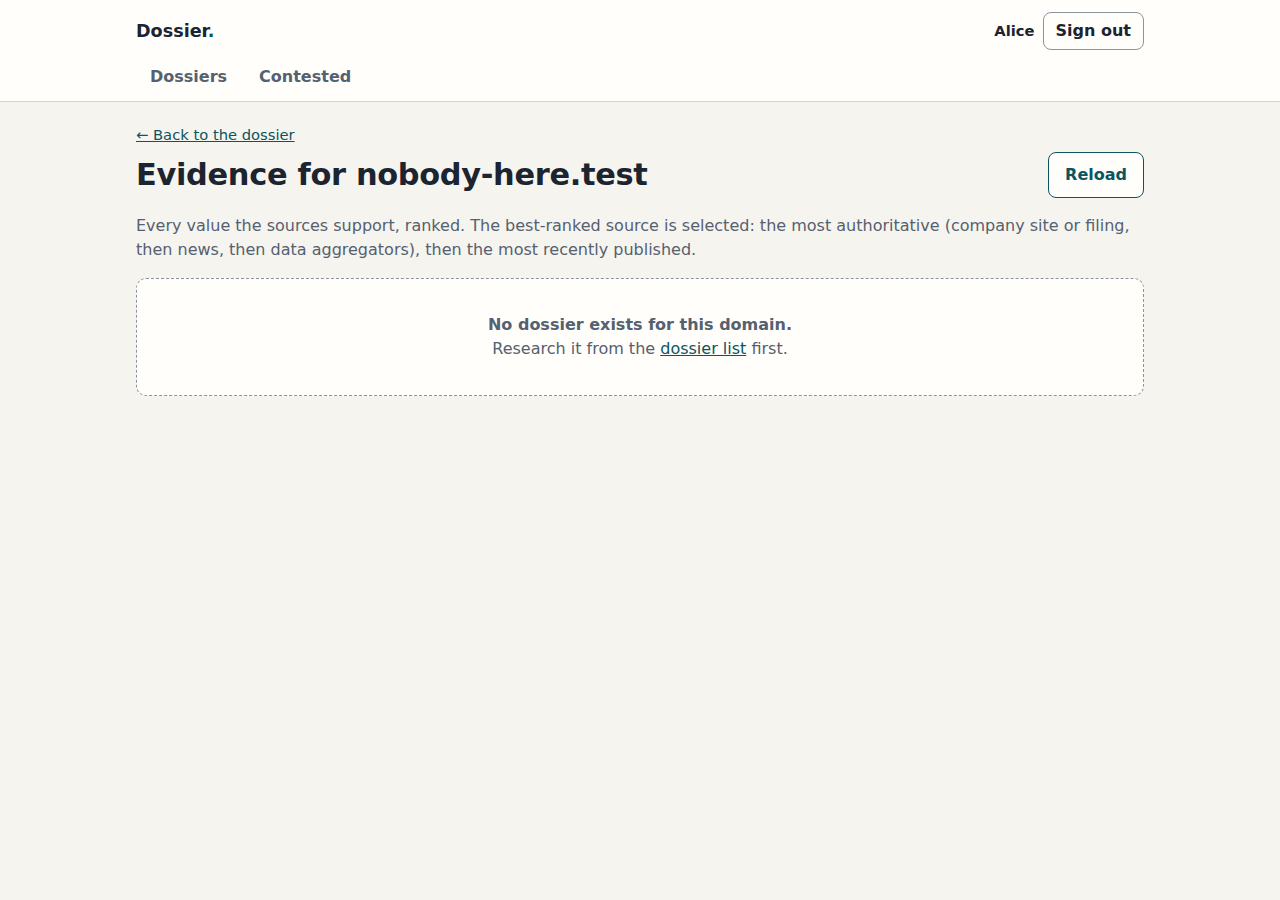 Dossier.
Alice
Sign out
Dossiers
Contested
← Back to the dossier
Evidence for nobody-here.test
Reload
Every value the sources support, ranked. The best-ranked source is selected: the most authoritative (company site or filing,
then news, then data aggregators), then the most recently published.
No dossier exists for this domain.
Research it from the dossier list first.